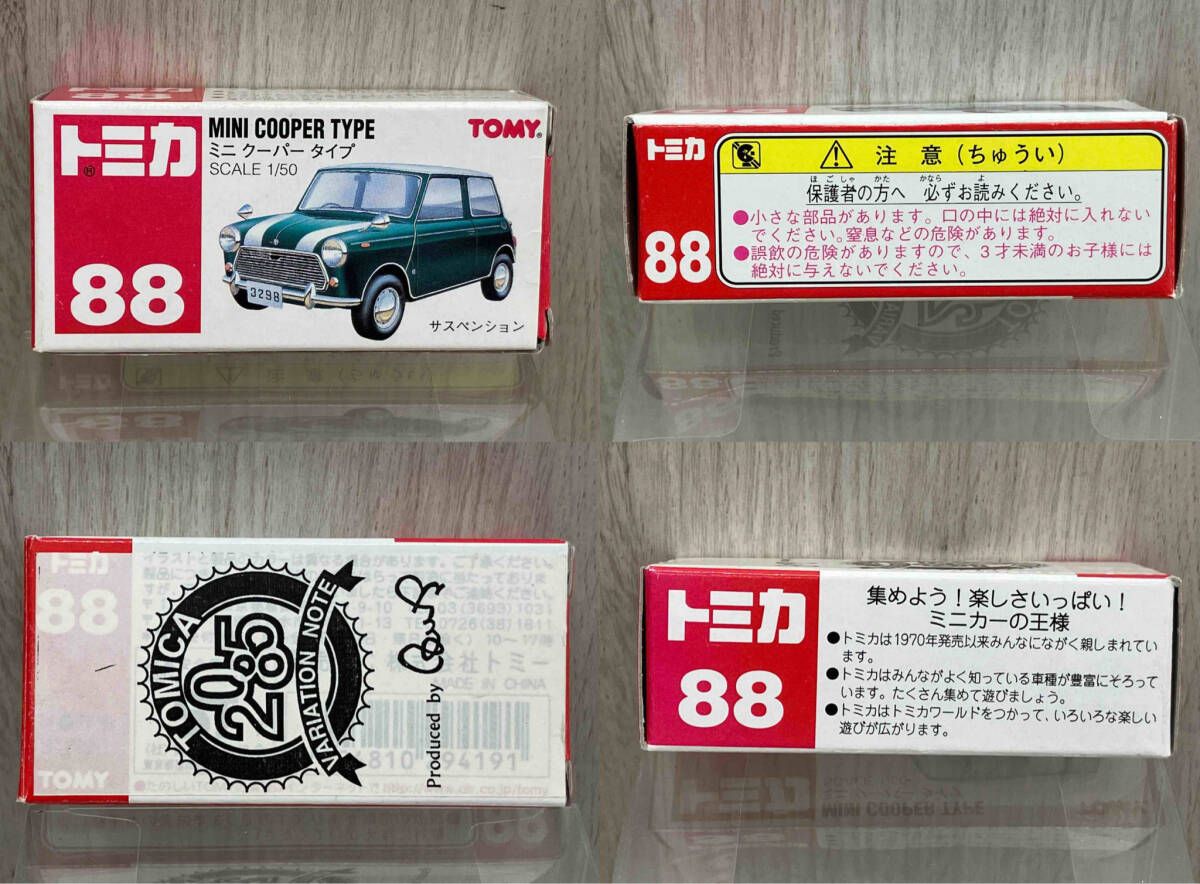 トミカ
88
MINI COOPER TYPE
ミニ クーパー タイプ
SCALE 1/50
TOMY
3298
サスペンション
トミカ
88
注 意 (ちゅうい)
保護者の方へ 必ずお読みください。
●小さな部品があります。口の中には絶対に入れない
でください。窒息などの危険があります。
●誤飲の危険がありますので、3才未満のお子様には
絶対に与えないでください。
トミカ
88
TOMY
TOMICA
20-85
285
VARIATION NOTE
Produced by
株式会社トミー
MADE IN CHINA
トミカ
88
集めよう!楽しさいっぱい!
ミニカーの王様
●トミカは1970年発売以来みんなにながく親しまれてい
ます。
●トミカはみんながよく知っている車種が豊富にそろって
います。たくさん集めて遊びましょう。
●トミカはトミカワールドをつかって、いろいろな楽しい
遊びが広がります。